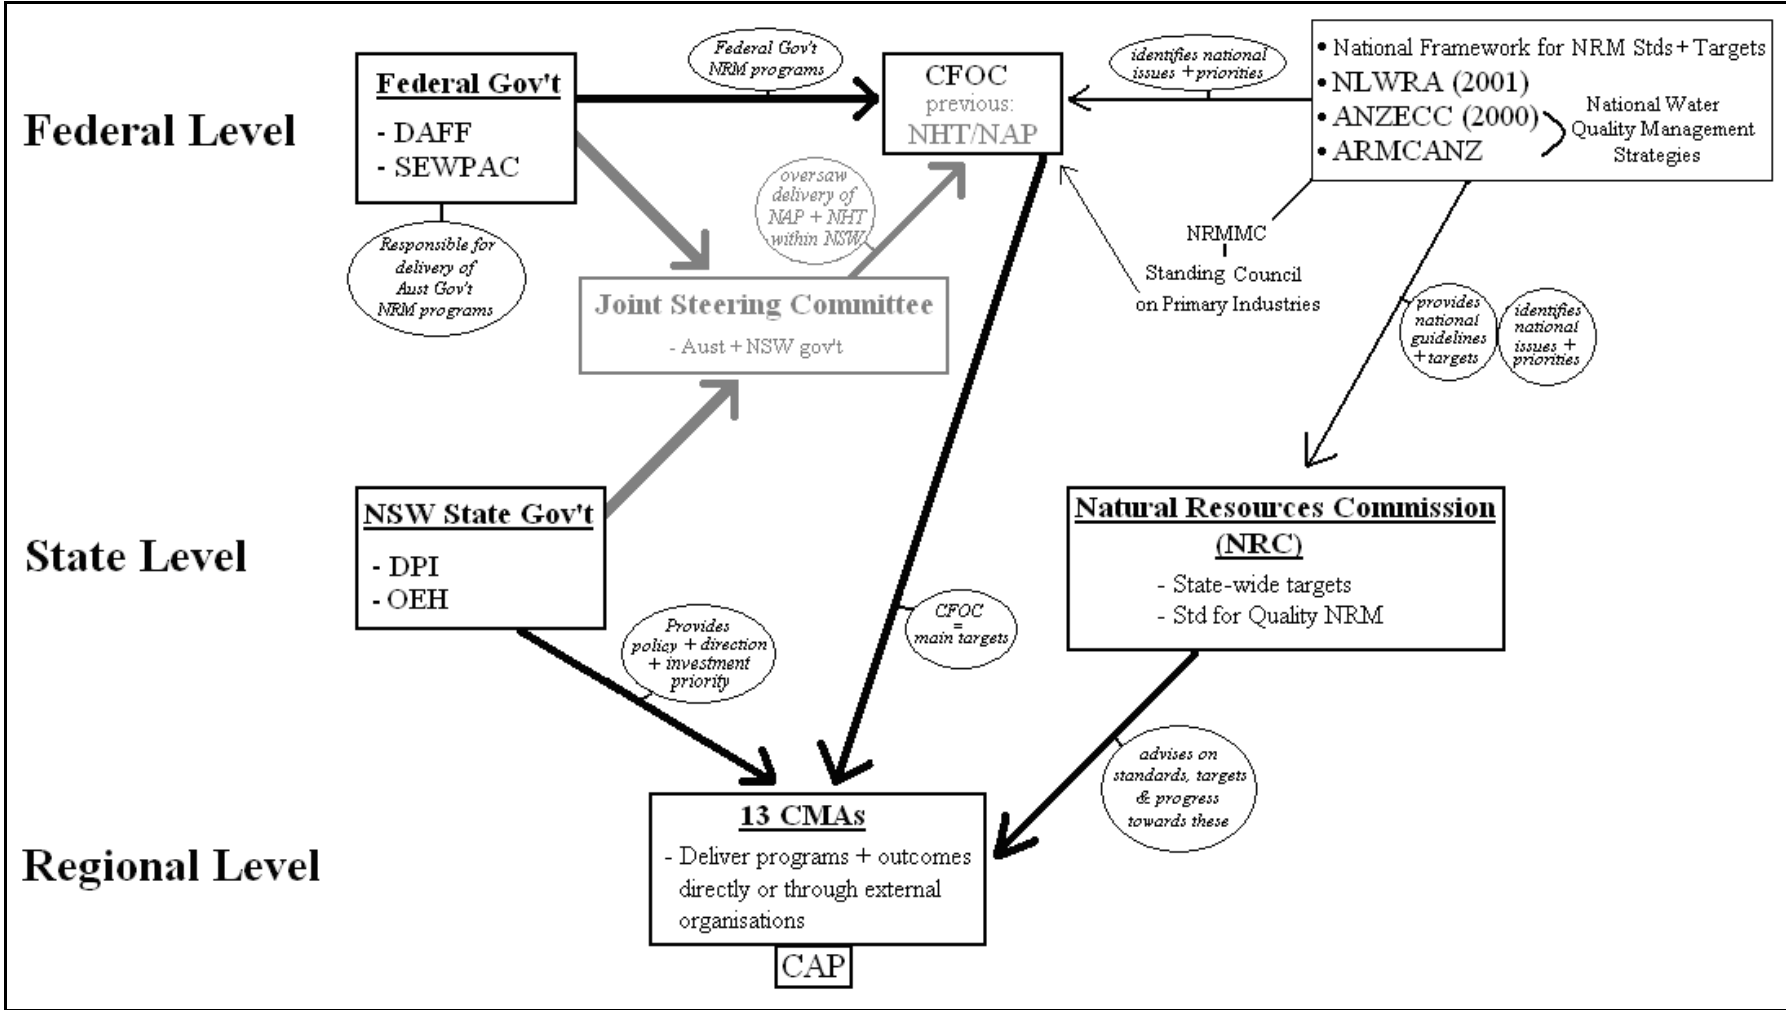 Federal Level
Federal Gov't
- DAFF
- SEWPAC
Responsible for
delivery of
Aust Gov't
NRM programs
Federal Gov't
NRM programs
CFOC
previous:
NHT/NAP
identifies national
issues + priorities
• National Framework for NRM Stds + Targets
• NLWRA (2001)
• ANZECC (2000)
• ARMCANZ
National Water
Quality Management
Strategies
oversaw
delivery of
NAP + NHT
within NSW
Joint Steering Committee
- Aust + NSW gov't
NRMMC
Standing Council
on Primary Industries
provides
national
guidelines
+ targets
identifies
national
issues +
priorities
State Level
NSW State Gov't
- DPI
- OEH
Provides
policy + direction
+ investment
priority
CFOC
=
main targets
Natural Resources Commission
(NRC)
- State-wide targets
- Std for Quality NRM
advises on
standards, targets
& progress
towards these
Regional Level
13 CMAs
- Deliver programs + outcomes
directly or through external
organisations
CAP